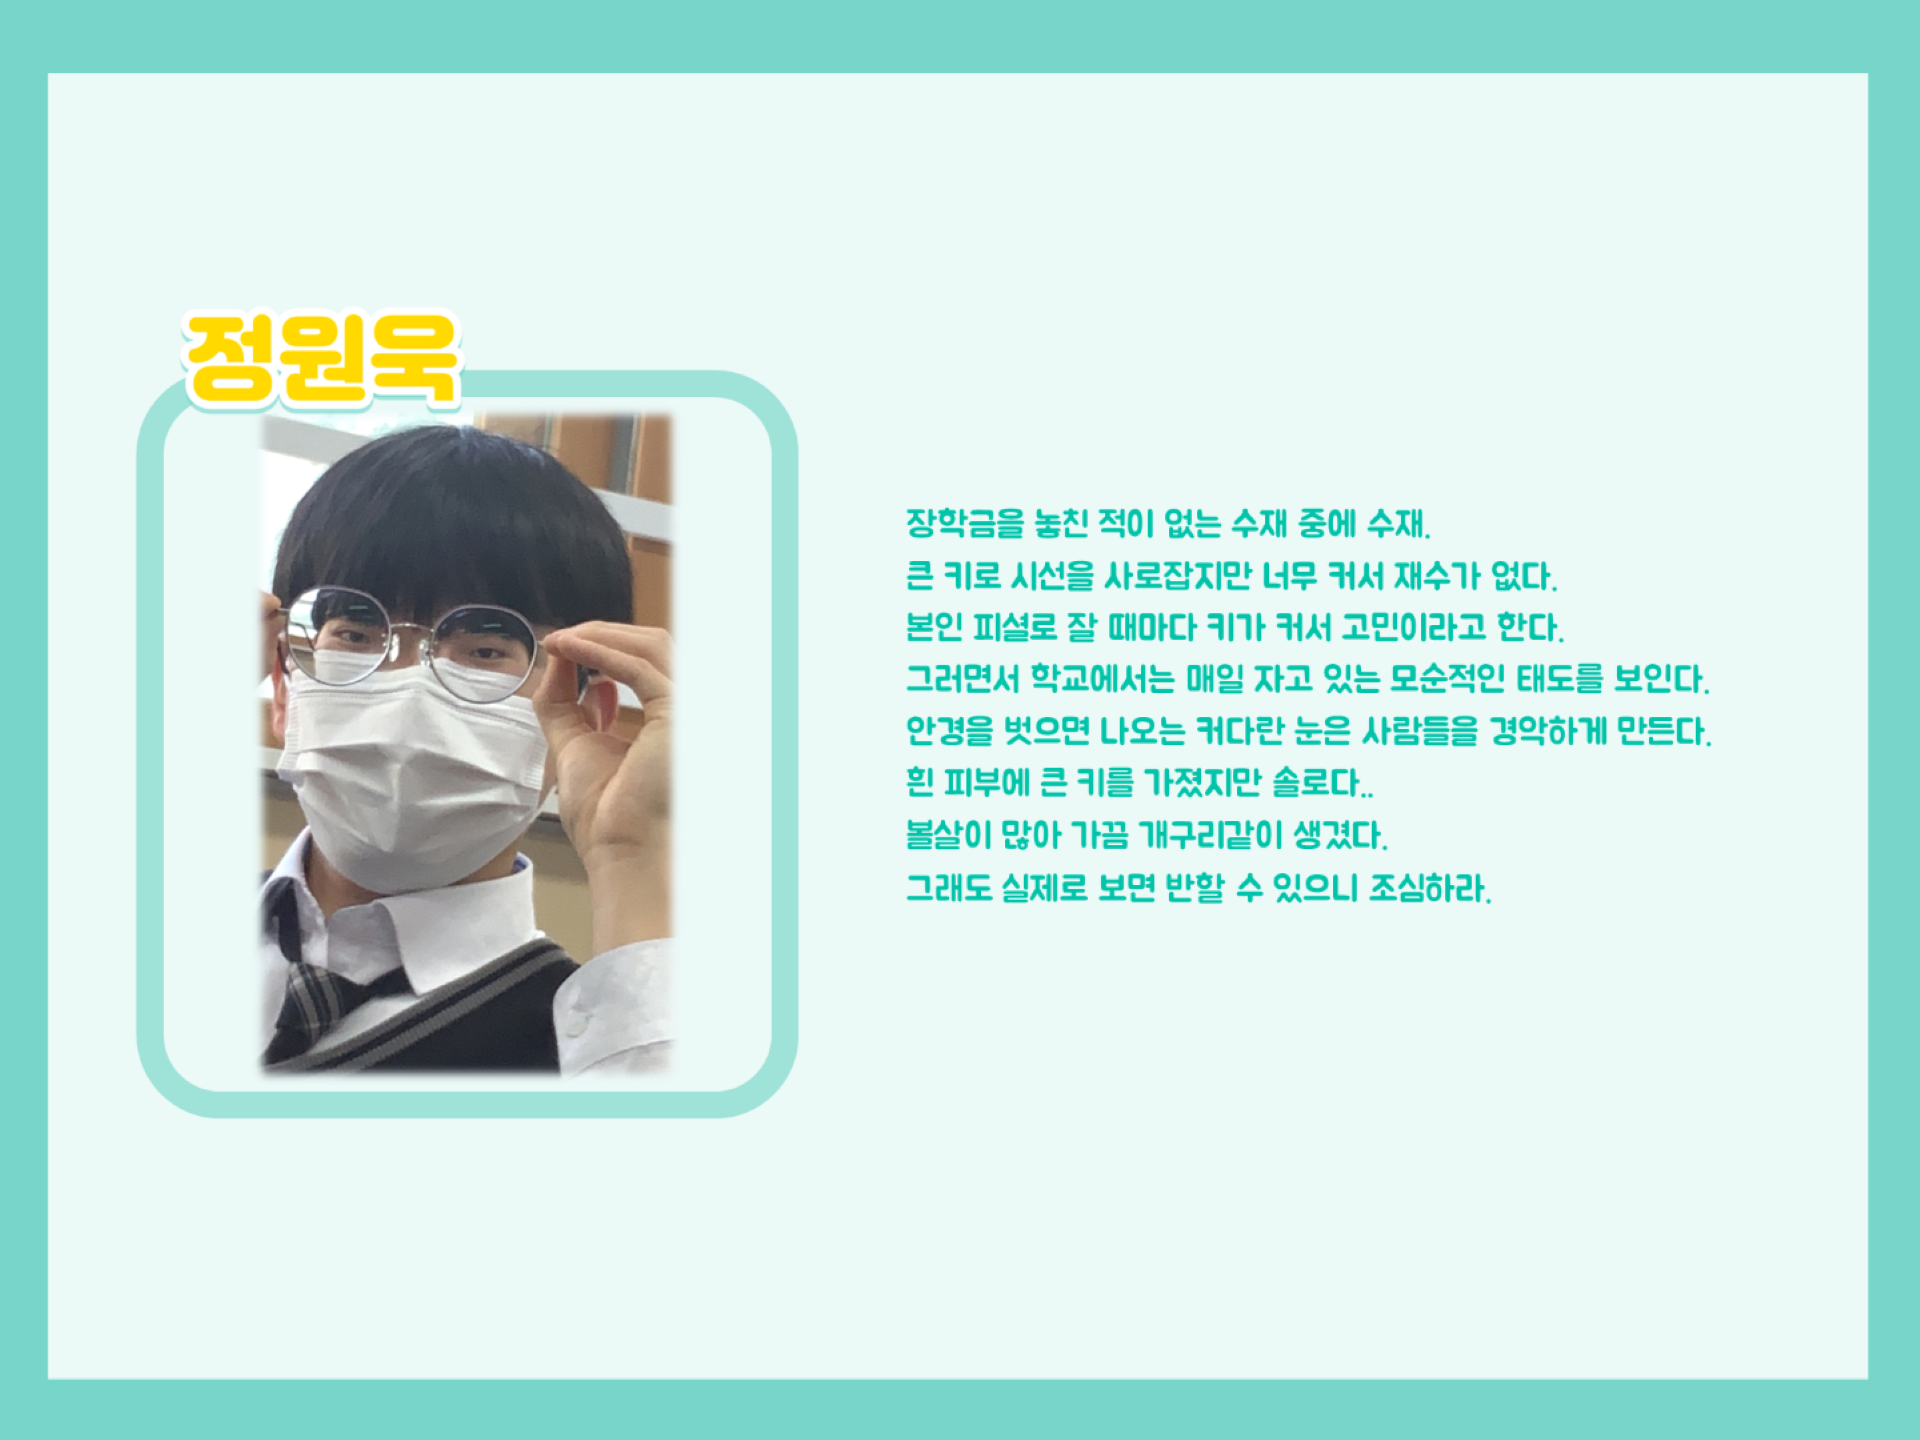 정원욱
장학금을 놓친 적이 없는 수재 중에 수재.
큰 키로 시선을 사로잡지만 너무 커서 재수가 없다.
본인 피셜로 잘 때마다 키가 커서 고민이라고 한다.
그러면서 학교에서는 매일 자고 있는 모순적인 태도를 보인다.
안경을 벗으면 나오는 커다란 눈은 사람들을 경악하게 만든다.
흰 피부에 큰 키를 가졌지만 솔로다..
볼살이 많아 가끔 개구리같이 생겼다.
그래도 실제로 보면 반할 수 있으니 조심하라.